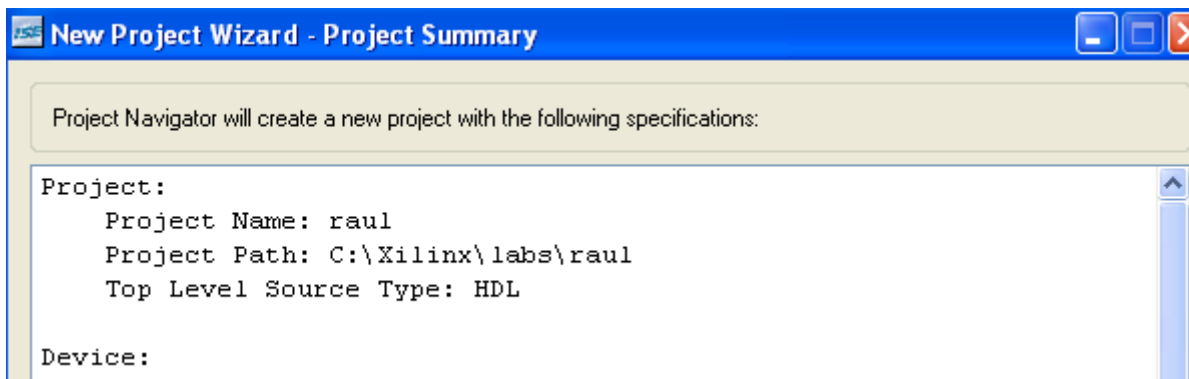 ISE New Project Wizard - Project Summary
Project Navigator will create a new project with the following specifications:
Project:
Project Name: raul
Project Path: C:\Xilinx\labs\raul
Top Level Source Type: HDL
Device: